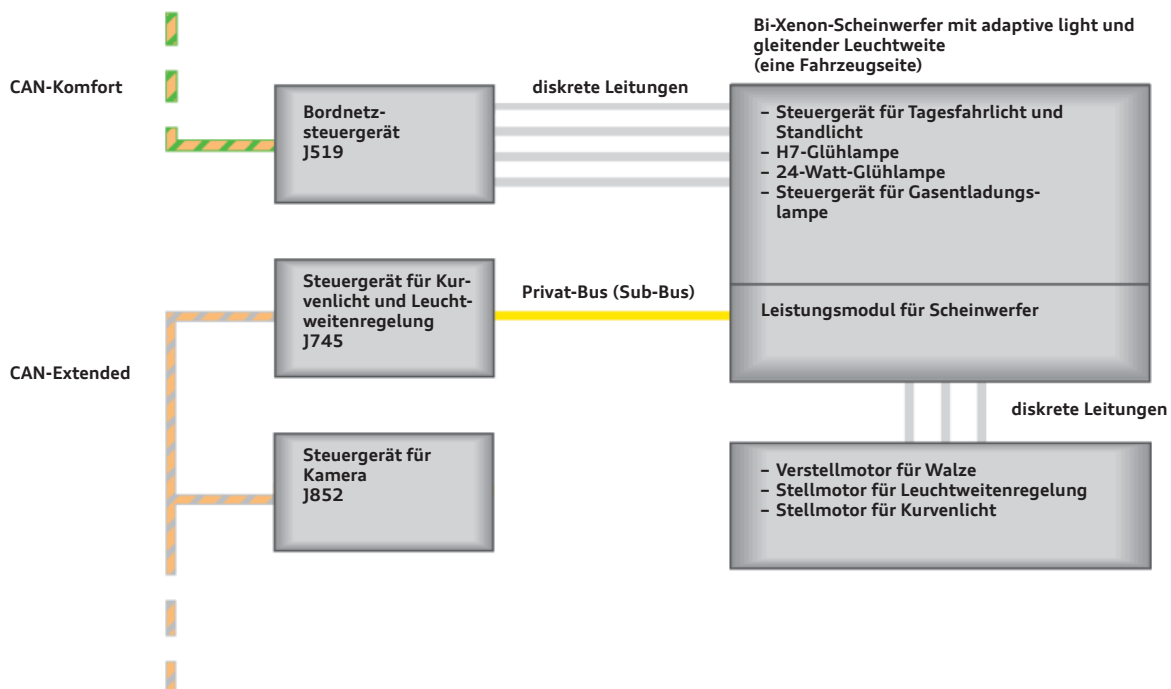 Bi-Xenon-Scheinwerfer mit adaptive light und
gleitender Leuchtweite
(eine Fahrzeugseite)
CAN-Komfort
diskrete Leitungen
Bordnetz-
steuergerät
J519
– Steuergerät für Tagesfahrlicht und
Standlicht
– H7-Glühlampe
– 24-Watt-Glühlampe
– Steuergerät für Gasentladungs-
lampe
Steuergerät für Kur-
venlicht und Leucht-
weitenregelung
J745
Privat-Bus (Sub-Bus)
Leistungsmodul für Scheinwerfer
CAN-Extended
diskrete Leitungen
Steuergerät für
Kamera
J852
– Verstellmotor für Walze
– Stellmotor für Leuchtweitenregelung
– Stellmotor für Kurvenlicht